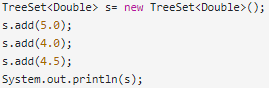 TreeSet<Double> s= new TreeSet<Double>();
s.add(5.0);
s.add(4.0);
s.add(4.5);
System.out.println(s);